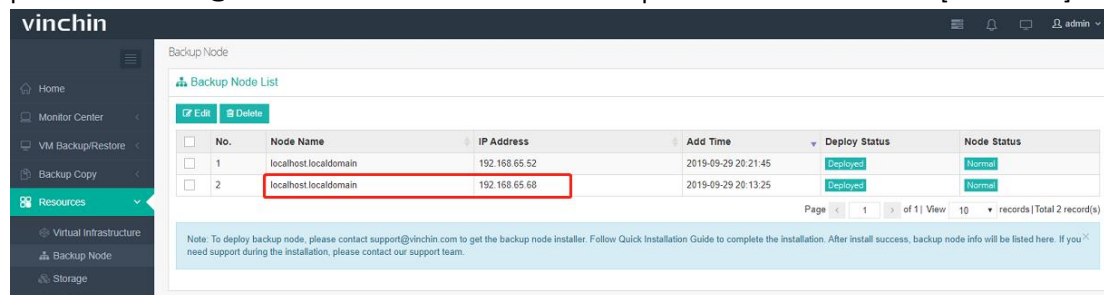 vinchin
admin
Backup Node
Backup Node List
Home
Edit Delete
Monitor Center
No. Node Name IP Address Add Time Deploy Status Node Status
VM Backup/Restore
1 localhost.localdomain 192.168.65.52 2019-09-29 20:21:45 Deployed Normal
Backup Copy
2 localhost.localdomain 192.168.65.68 2019-09-29 20:13:25 Deployed Normal
Resources
Page < 1 > of 1| View 10 records|Total 2 record(s)
Virtual Infrastructure
Note: To deploy backup node, please contact support@vinchin.com to get the backup node installer. Follow Quick Installation Guide to complete the installation. After install success, backup node info will be listed here. If you
need support during the installation, please contact our support team.
Backup Node
Storage